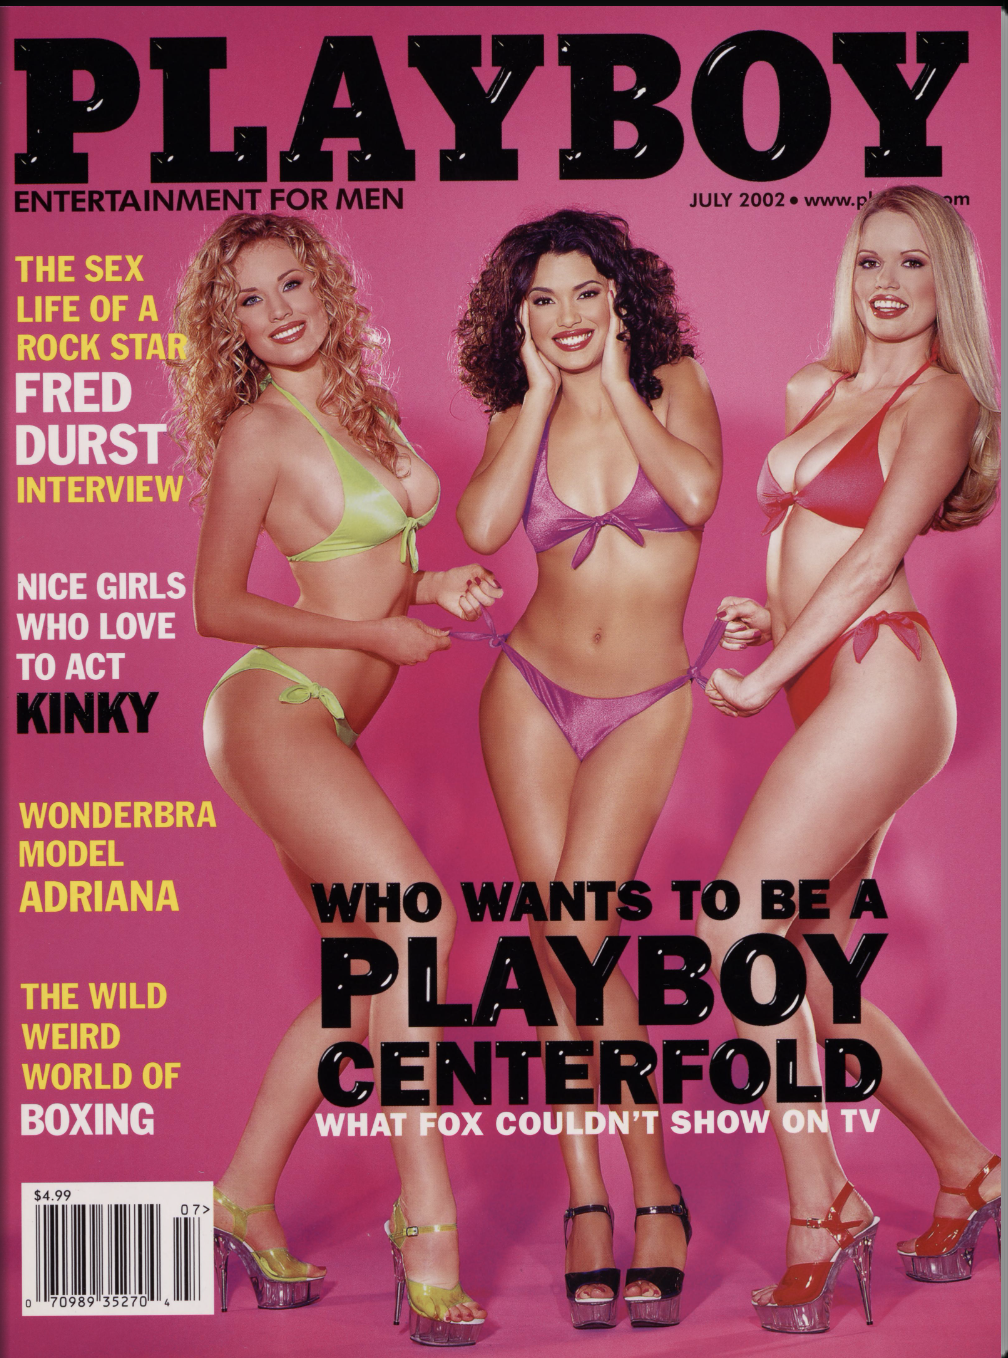 PLAYBOY
ENTERTAINMENT FOR MEN
JULY 2002 • www.pl om
THE SEX
LIFE OF A
ROCK STAR
FRED
DURST
INTERVIEW
NICE GIRLS
WHO LOVE
TO ACT
KINKY
WONDERBRA
MODEL
ADRIANA
THE WILD
WEIRD
WORLD OF
BOXING
WHO WANTS TO BE A
PLAYBOY
CENTERFOLD
WHAT FOX COULDN'T SHOW ON TV
$4.99
07>
0 70989 35270 4